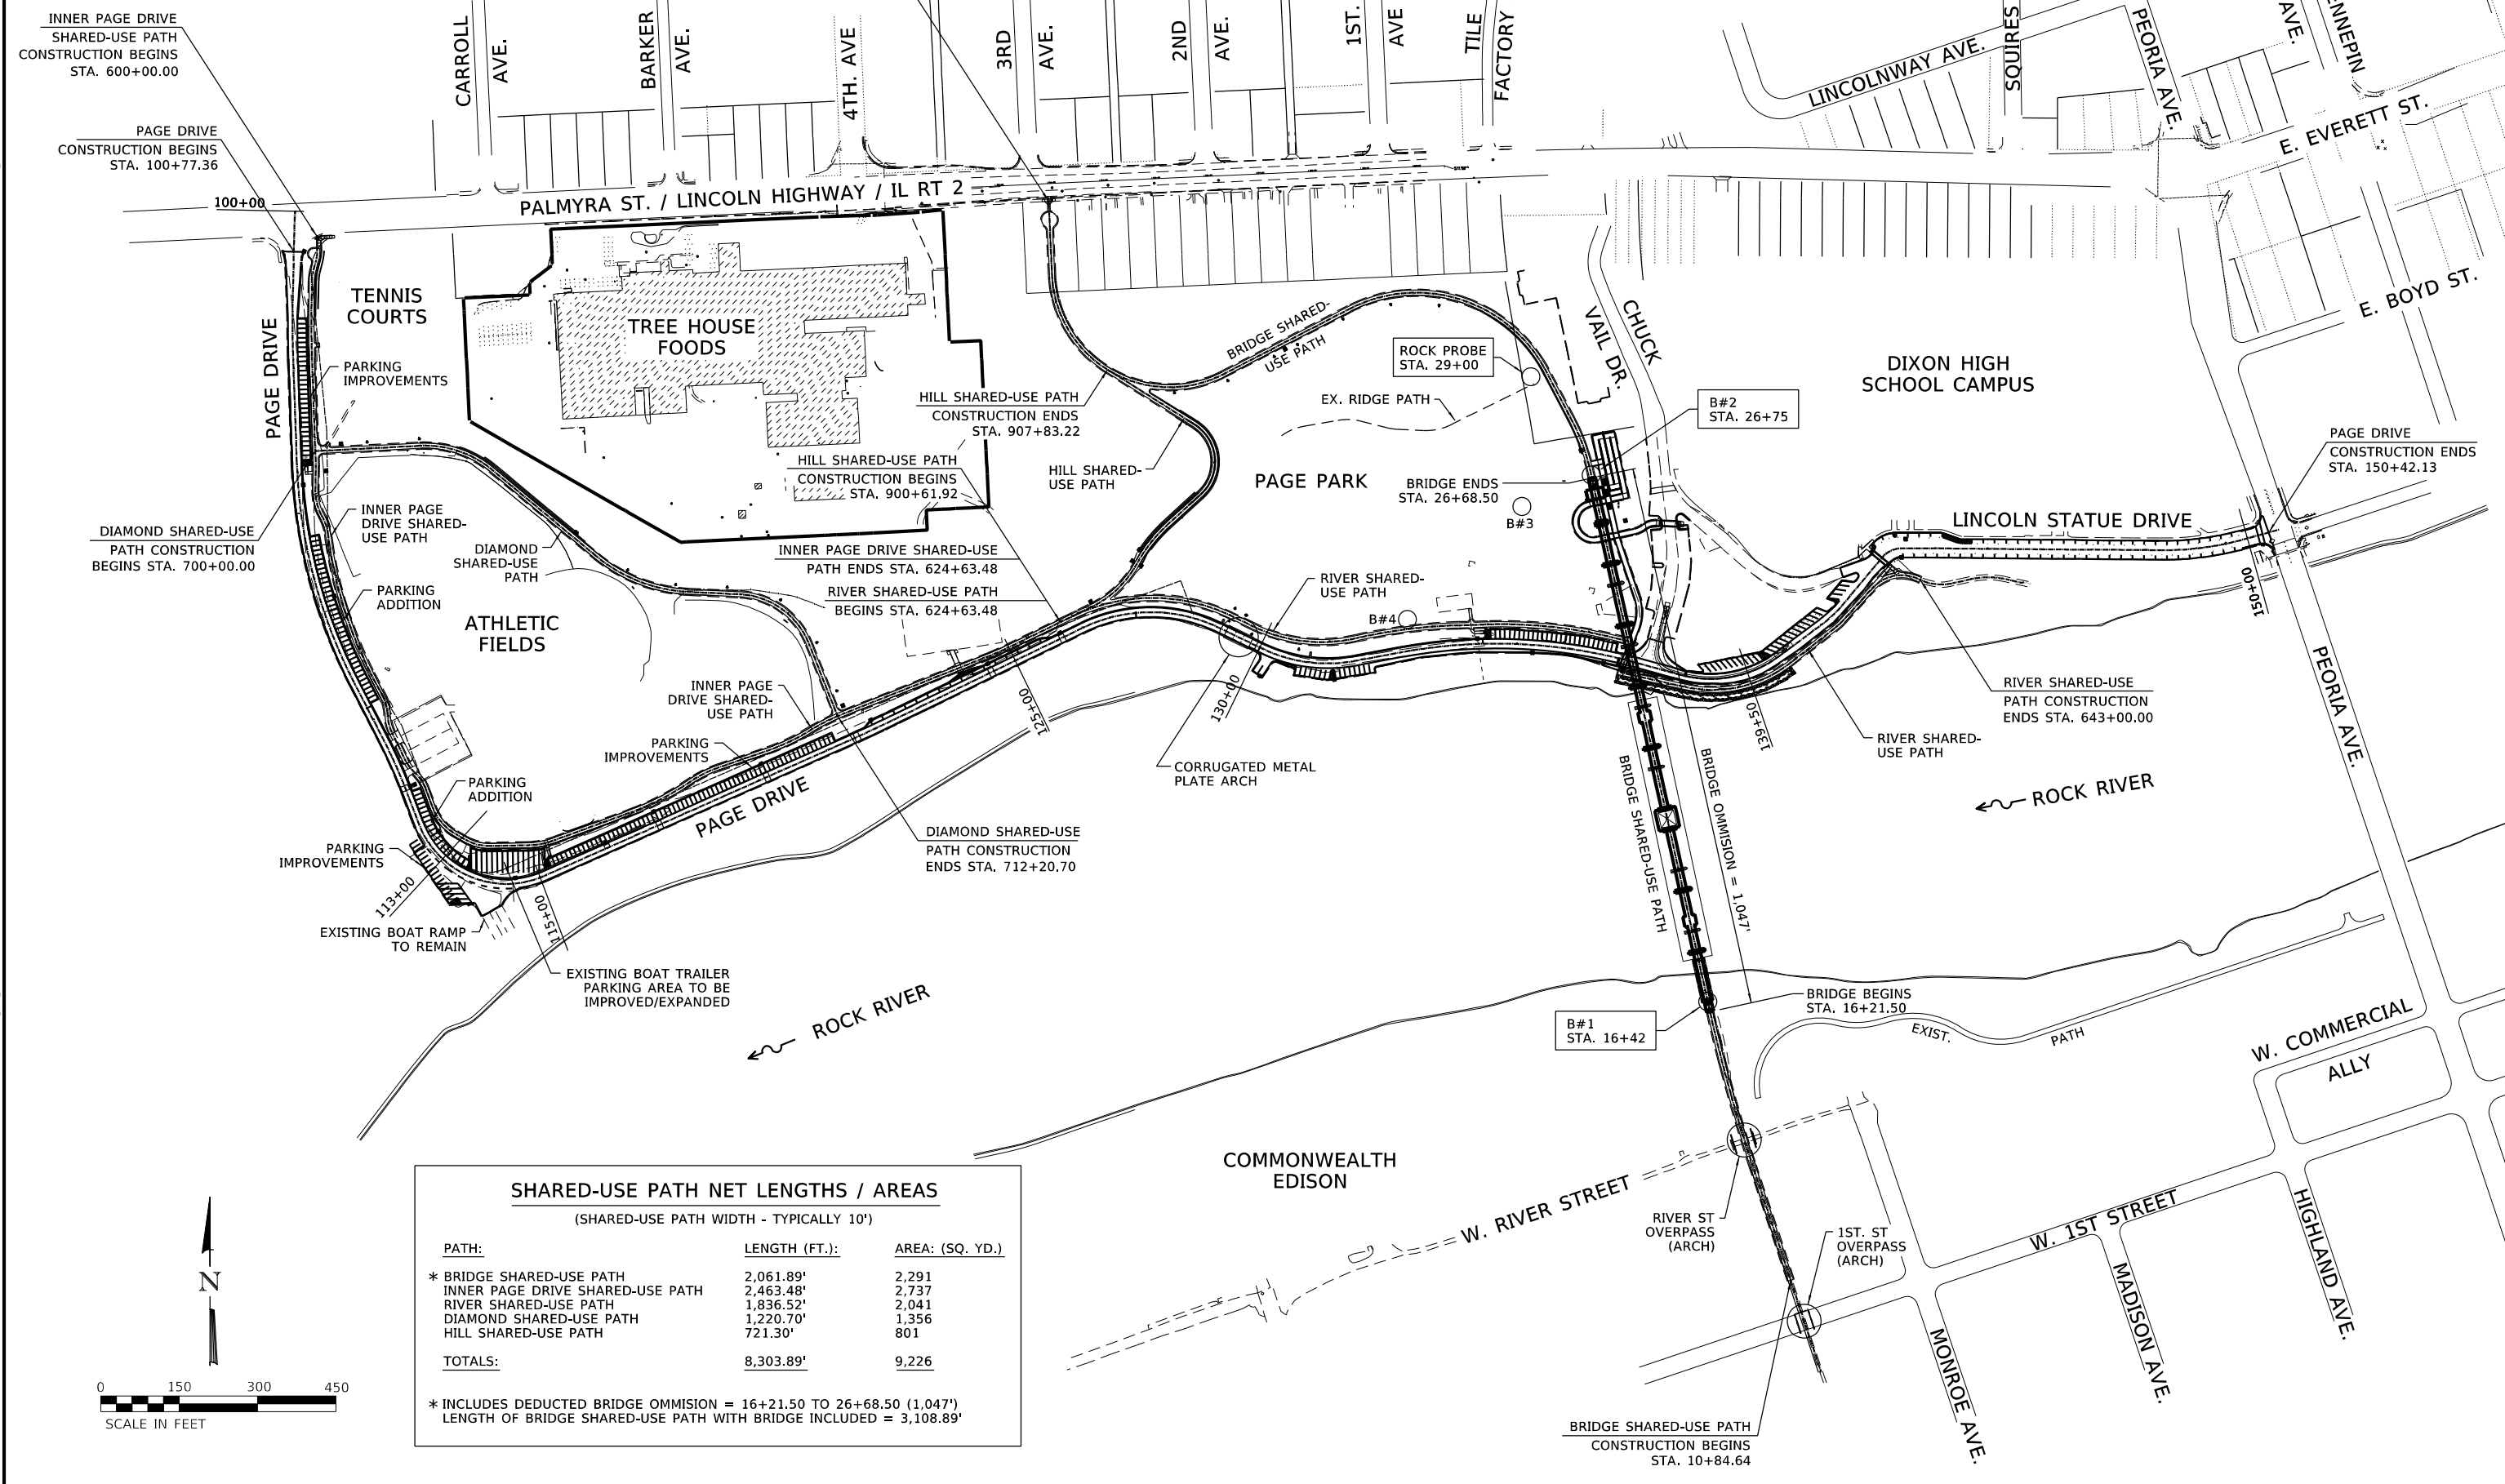 INNER PAGE DRIVE
SHARED-USE PATH
CONSTRUCTION BEGINS
STA. 600+00.00
PAGE DRIVE
CONSTRUCTION BEGINS
STA. 100+77.36
100+00
CARROLL
AVE.
BARKER
AVE.
4TH. AVE
3RD
AVE.
2ND
AVE.
1ST.
AVE
TILE
FACTORY
LINCOLNWAY AVE.
SQUIRES
PEORIA AVE.
AVE.
ENNEPIN
E. EVERETT ST.
E. BOYD ST.
PALMYRA ST. / LINCOLN HIGHWAY / IL RT 2
TENNIS
COURTS
PAGE DRIVE
PARKING
IMPROVEMENTS
TREE HOUSE
FOODS
BRIDGE SHARED-
USE PATH
ROCK PROBE
STA. 29+00
EX. RIDGE PATH
CHUCK
VAIL DR.
B#2
STA. 26+75
DIXON HIGH
SCHOOL CAMPUS
HILL SHARED-USE PATH
CONSTRUCTION ENDS
STA. 907+83.22
HILL SHARED-USE PATH
CONSTRUCTION BEGINS
STA. 900+61.92
HILL SHARED-
USE PATH
PAGE PARK
BRIDGE ENDS
STA. 26+68.50
B#3
PAGE DRIVE
CONSTRUCTION ENDS
STA. 150+42.13
LINCOLN STATUE DRIVE
150+00
DIAMOND SHARED-USE
PATH CONSTRUCTION
BEGINS STA. 700+00.00
INNER PAGE
DRIVE SHARED-
USE PATH
DIAMOND
SHARED-USE
PATH
PARKING
ADDITION
ATHLETIC
FIELDS
INNER PAGE DRIVE SHARED-USE
PATH ENDS STA. 624+63.48
RIVER SHARED-USE PATH
BEGINS STA. 624+63.48
RIVER SHARED-
USE PATH
B#4
INNER PAGE
DRIVE SHARED-
USE PATH
PARKING
IMPROVEMENTS
125+00
130+00
139+50
CORRUGATED METAL
PLATE ARCH
RIVER SHARED-USE
PATH CONSTRUCTION
ENDS STA. 643+00.00
RIVER SHARED-
USE PATH
PEORIA AVE.
PARKING
ADDITION
PAGE DRIVE
BRIDGE SHARED-USE PATH
BRIDGE OMMISION = 1,047'
ROCK RIVER
PARKING
IMPROVEMENTS
113+00
115+00
DIAMOND SHARED-USE
PATH CONSTRUCTION
ENDS STA. 712+20.70
EXISTING BOAT RAMP
TO REMAIN
EXISTING BOAT TRAILER
PARKING AREA TO BE
IMPROVED/EXPANDED
ROCK RIVER
BRIDGE BEGINS
STA. 16+21.50
B#1
STA. 16+42
EXIST.
PATH
W. COMMERCIAL
ALLY
COMMONWEALTH
EDISON
W. RIVER STREET
RIVER ST
OVERPASS
(ARCH)
1ST. ST
OVERPASS
(ARCH)
W. 1ST STREET
HIGHLAND AVE.
MADISON AVE.
MONROE AVE.
BRIDGE SHARED-USE PATH
CONSTRUCTION BEGINS
STA. 10+84.64
SHARED-USE PATH NET LENGTHS / AREAS
(SHARED-USE PATH WIDTH - TYPICALLY 10')
PATH: LENGTH (FT.): AREA: (SQ. YD.)
* BRIDGE SHARED-USE PATH 2,061.89' 2,291
INNER PAGE DRIVE SHARED-USE PATH 2,463.48' 2,737
RIVER SHARED-USE PATH 1,836.52' 2,041
DIAMOND SHARED-USE PATH 1,220.70' 1,356
HILL SHARED-USE PATH 721.30' 801
TOTALS: 8,303.89' 9,226
* INCLUDES DEDUCTED BRIDGE OMMISION = 16+21.50 TO 26+68.50 (1,047')
LENGTH OF BRIDGE SHARED-USE PATH WITH BRIDGE INCLUDED = 3,108.89'
N
0 150 300 450
SCALE IN FEET